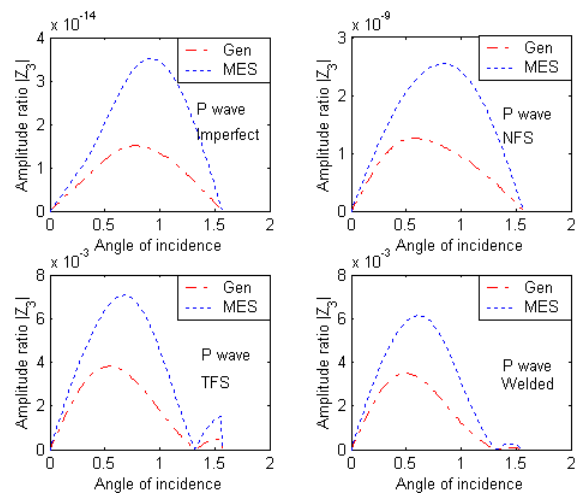 x 10-14
4
3
2
1
0
Amplitude ratio |Z3|
Gen
MES
P wave
Imperfect
0 0.5 1 1.5 2
Angle of incidence
x 10-9
3
2
1
0
Amplitude ratio |Z3|
Gen
MES
P wave
NFS
0 0.5 1 1.5 2
Angle of incidence
x 10-3
8
6
4
2
0
Amplitude ratio |Z3|
Gen
MES
P wave
TFS
0 0.5 1 1.5 2
Angle of incidence
x 10-3
8
6
4
2
0
Amplitude ratio |Z3|
Gen
MES
P wave
Welded
0 0.5 1 1.5 2
Angle of incidence